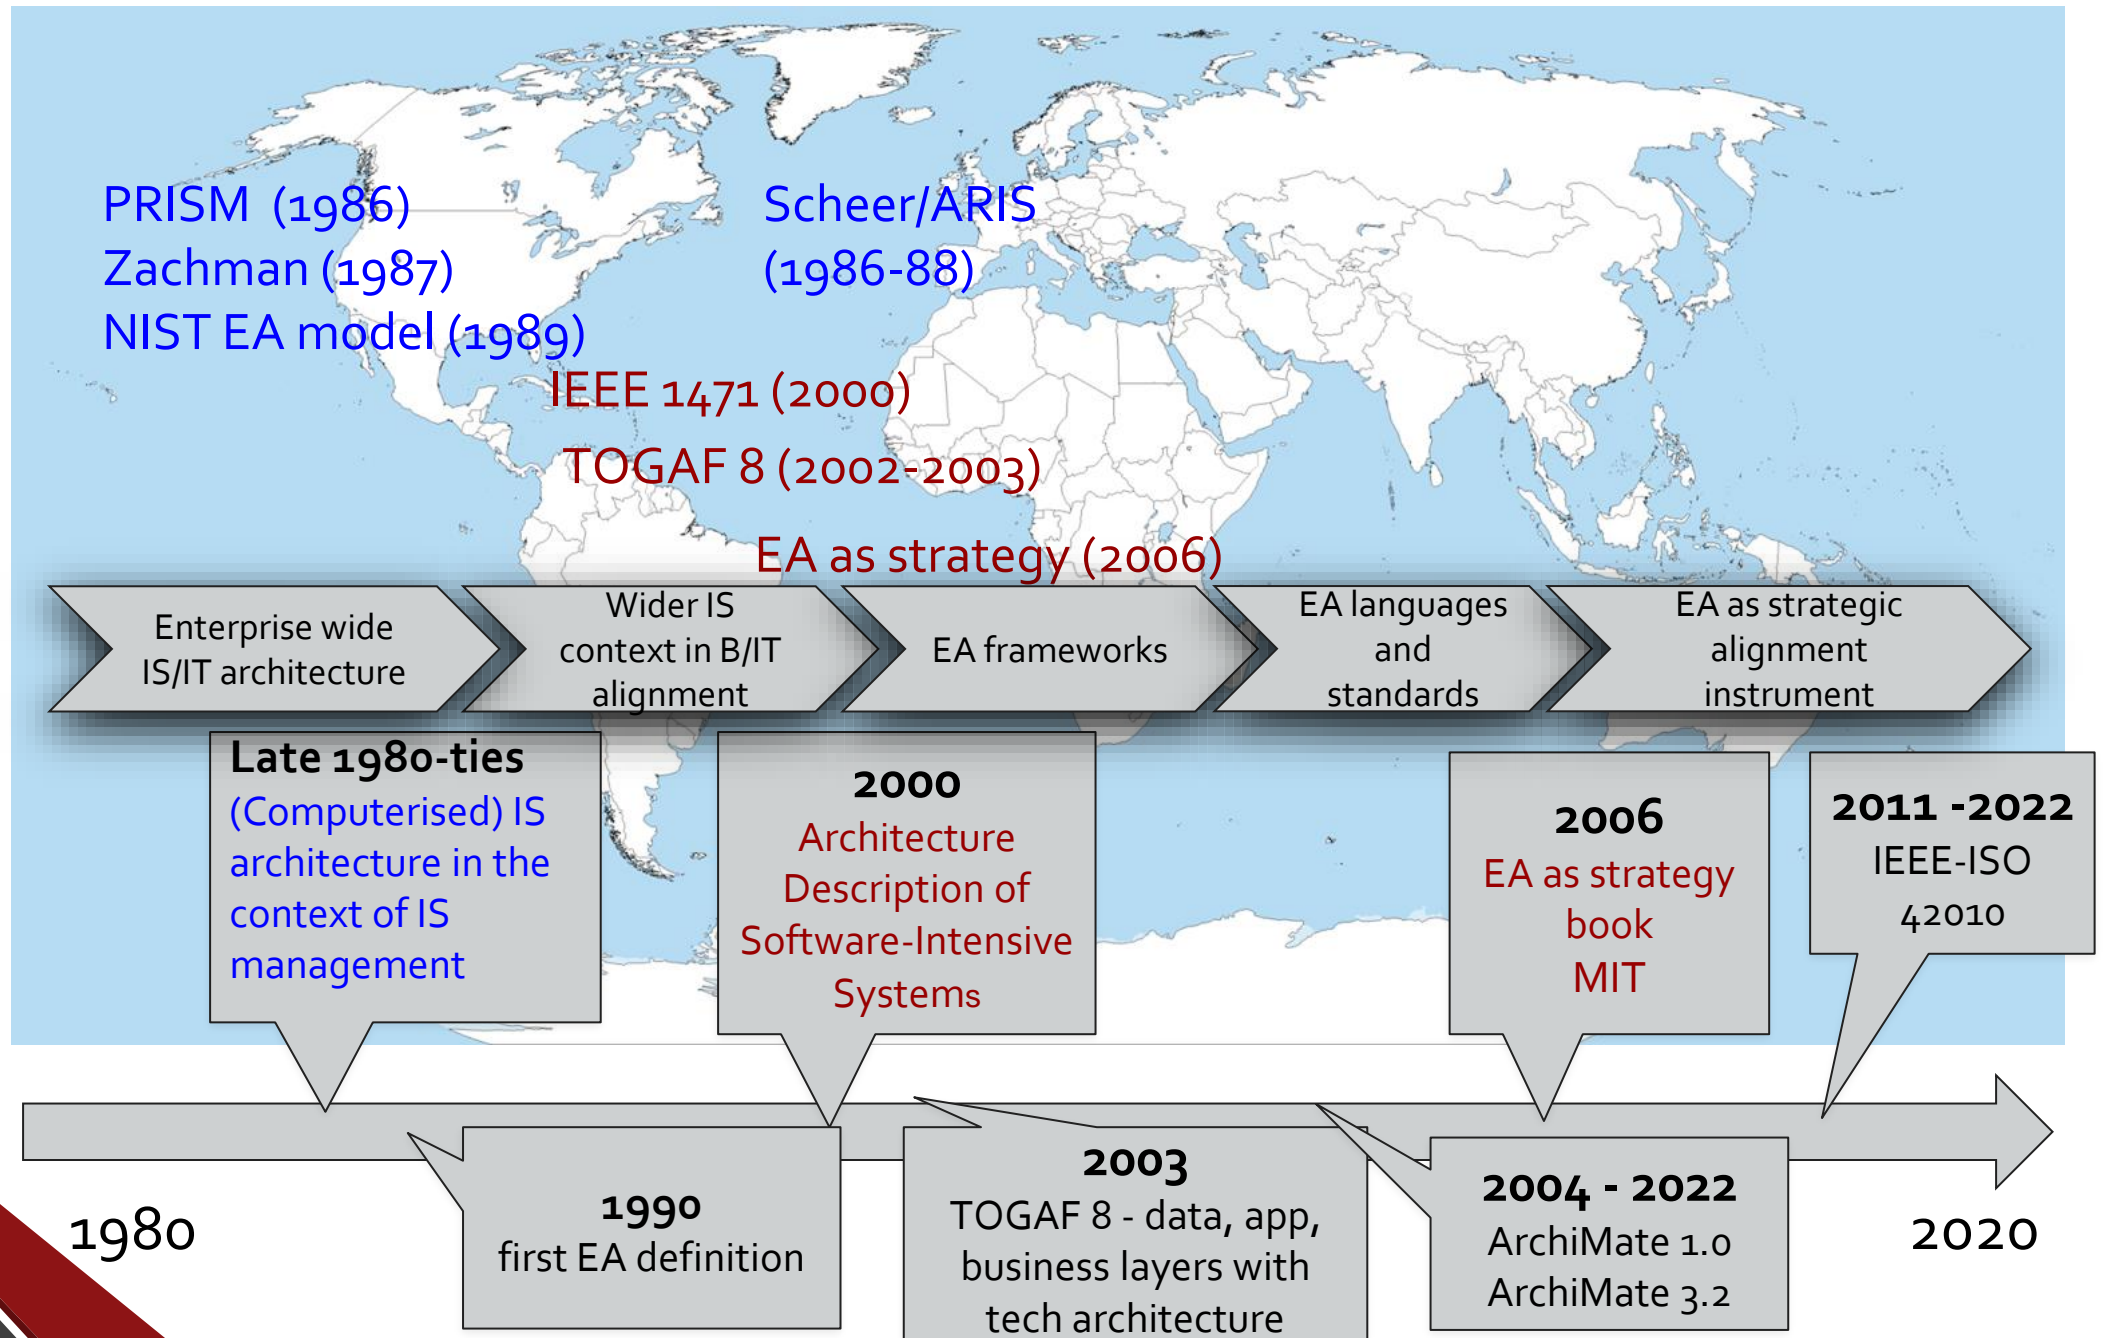 PRISM (1986)
Zachman (1987)
NIST EA model (1989)
Scheer/ARIS
(1986-88)
IEEE 1471 (2000)
TOGAF 8 (2002-2003)
EA as strategy (2006)
Enterprise wide
IS/IT architecture
Wider IS
context in B/IT
alignment
EA frameworks
EA languages
and
standards
EA as strategic
alignment
instrument
Late 1980-ties
(Computerised) IS
architecture in the
context of IS
management
2000
Architecture
Description of
Software-Intensive
Systems
2006
EA as strategy
book
MIT
2011 -2022
IEEE-ISO
42010
1980
1990
first EA definition
2003
TOGAF 8 - data, app,
business layers with
tech architecture
2004 - 2022
ArchiMate 1.0
ArchiMate 3.2
2020